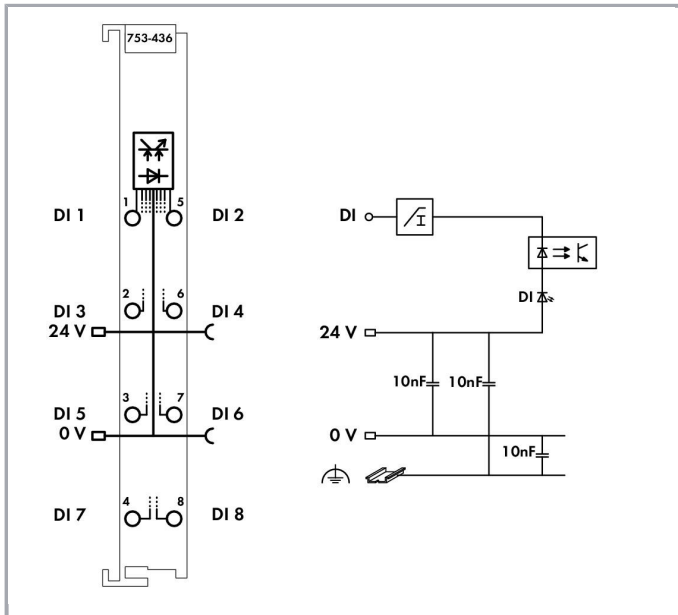 753-436
1 5
DI 1 DI 2
2 6
DI 3 DI 4
24 V
3 7
DI 5 DI 6
0 V
4 8
DI 7 DI 8
DI
I
DI
24 V
10nF 10nF
0 V
10nF